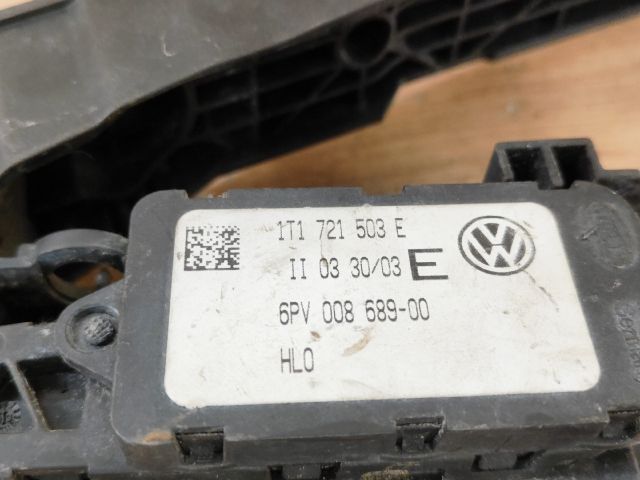 1T1 721 503 E
II 03 30/03 E
6PV 008 689-00
HLO